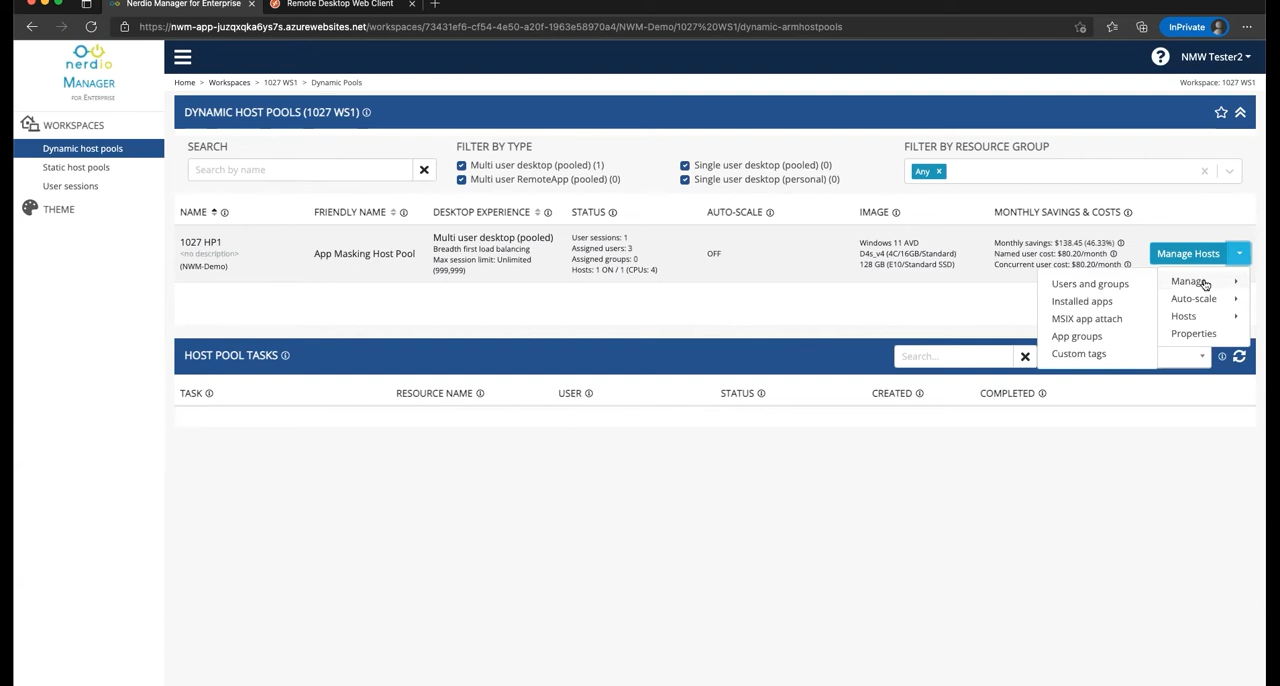 Nerdio Manager for Enterprise
Remote Desktop Web Client
https://nwm-app-juzqxqka6ys7s.azurewebsites.net/workspaces/73431ef6-cf54-4e50-a20f-1963e58970a4/NWM-Demo/1027%20WS1/dynamic-armhostpools
InPrivate
nerdio
MANAGER
FOR ENTERPRISE
NMW Tester2
Home > Workspaces > 1027 WS1 > Dynamic Pools
Workspace: 1027 WS1
WORKSPACES
Dynamic host pools
Static host pools
User sessions
THEME
DYNAMIC HOST POOLS (1027 WS1)
SEARCH
Search by name
FILTER BY TYPE
Multi user desktop (pooled) (1)
Single user desktop (pooled) (0)
Multi user RemoteApp (pooled) (0)
Single user desktop (personal) (0)
FILTER BY RESOURCE GROUP
Any
NAME FRIENDLY NAME DESKTOP EXPERIENCE STATUS AUTO-SCALE IMAGE MONTHLY SAVINGS & COSTS
1027 HP1
<no description>
(NWM-Demo)
App Masking Host Pool
Multi user desktop (pooled)
Breadth first load balancing
Max session limit: Unlimited
(999,999)
User sessions: 1
Assigned users: 3
Assigned groups: 0
Hosts: 1 ON / 1 (CPUs: 4)
OFF
Windows 11 AVD
D4s_v4 (4C/16GB/Standard)
128 GB (E10/Standard SSD)
Monthly savings: $138.45 (46.33%)
Named user cost: $80.20/month
Concurrent user cost: $80.20/month
Manage Hosts
Manage
Auto-scale
Hosts
Properties
Users and groups
Installed apps
MSIX app attach
App groups
Custom tags
HOST POOL TASKS
Search...
TASK RESOURCE NAME USER STATUS CREATED COMPLETED